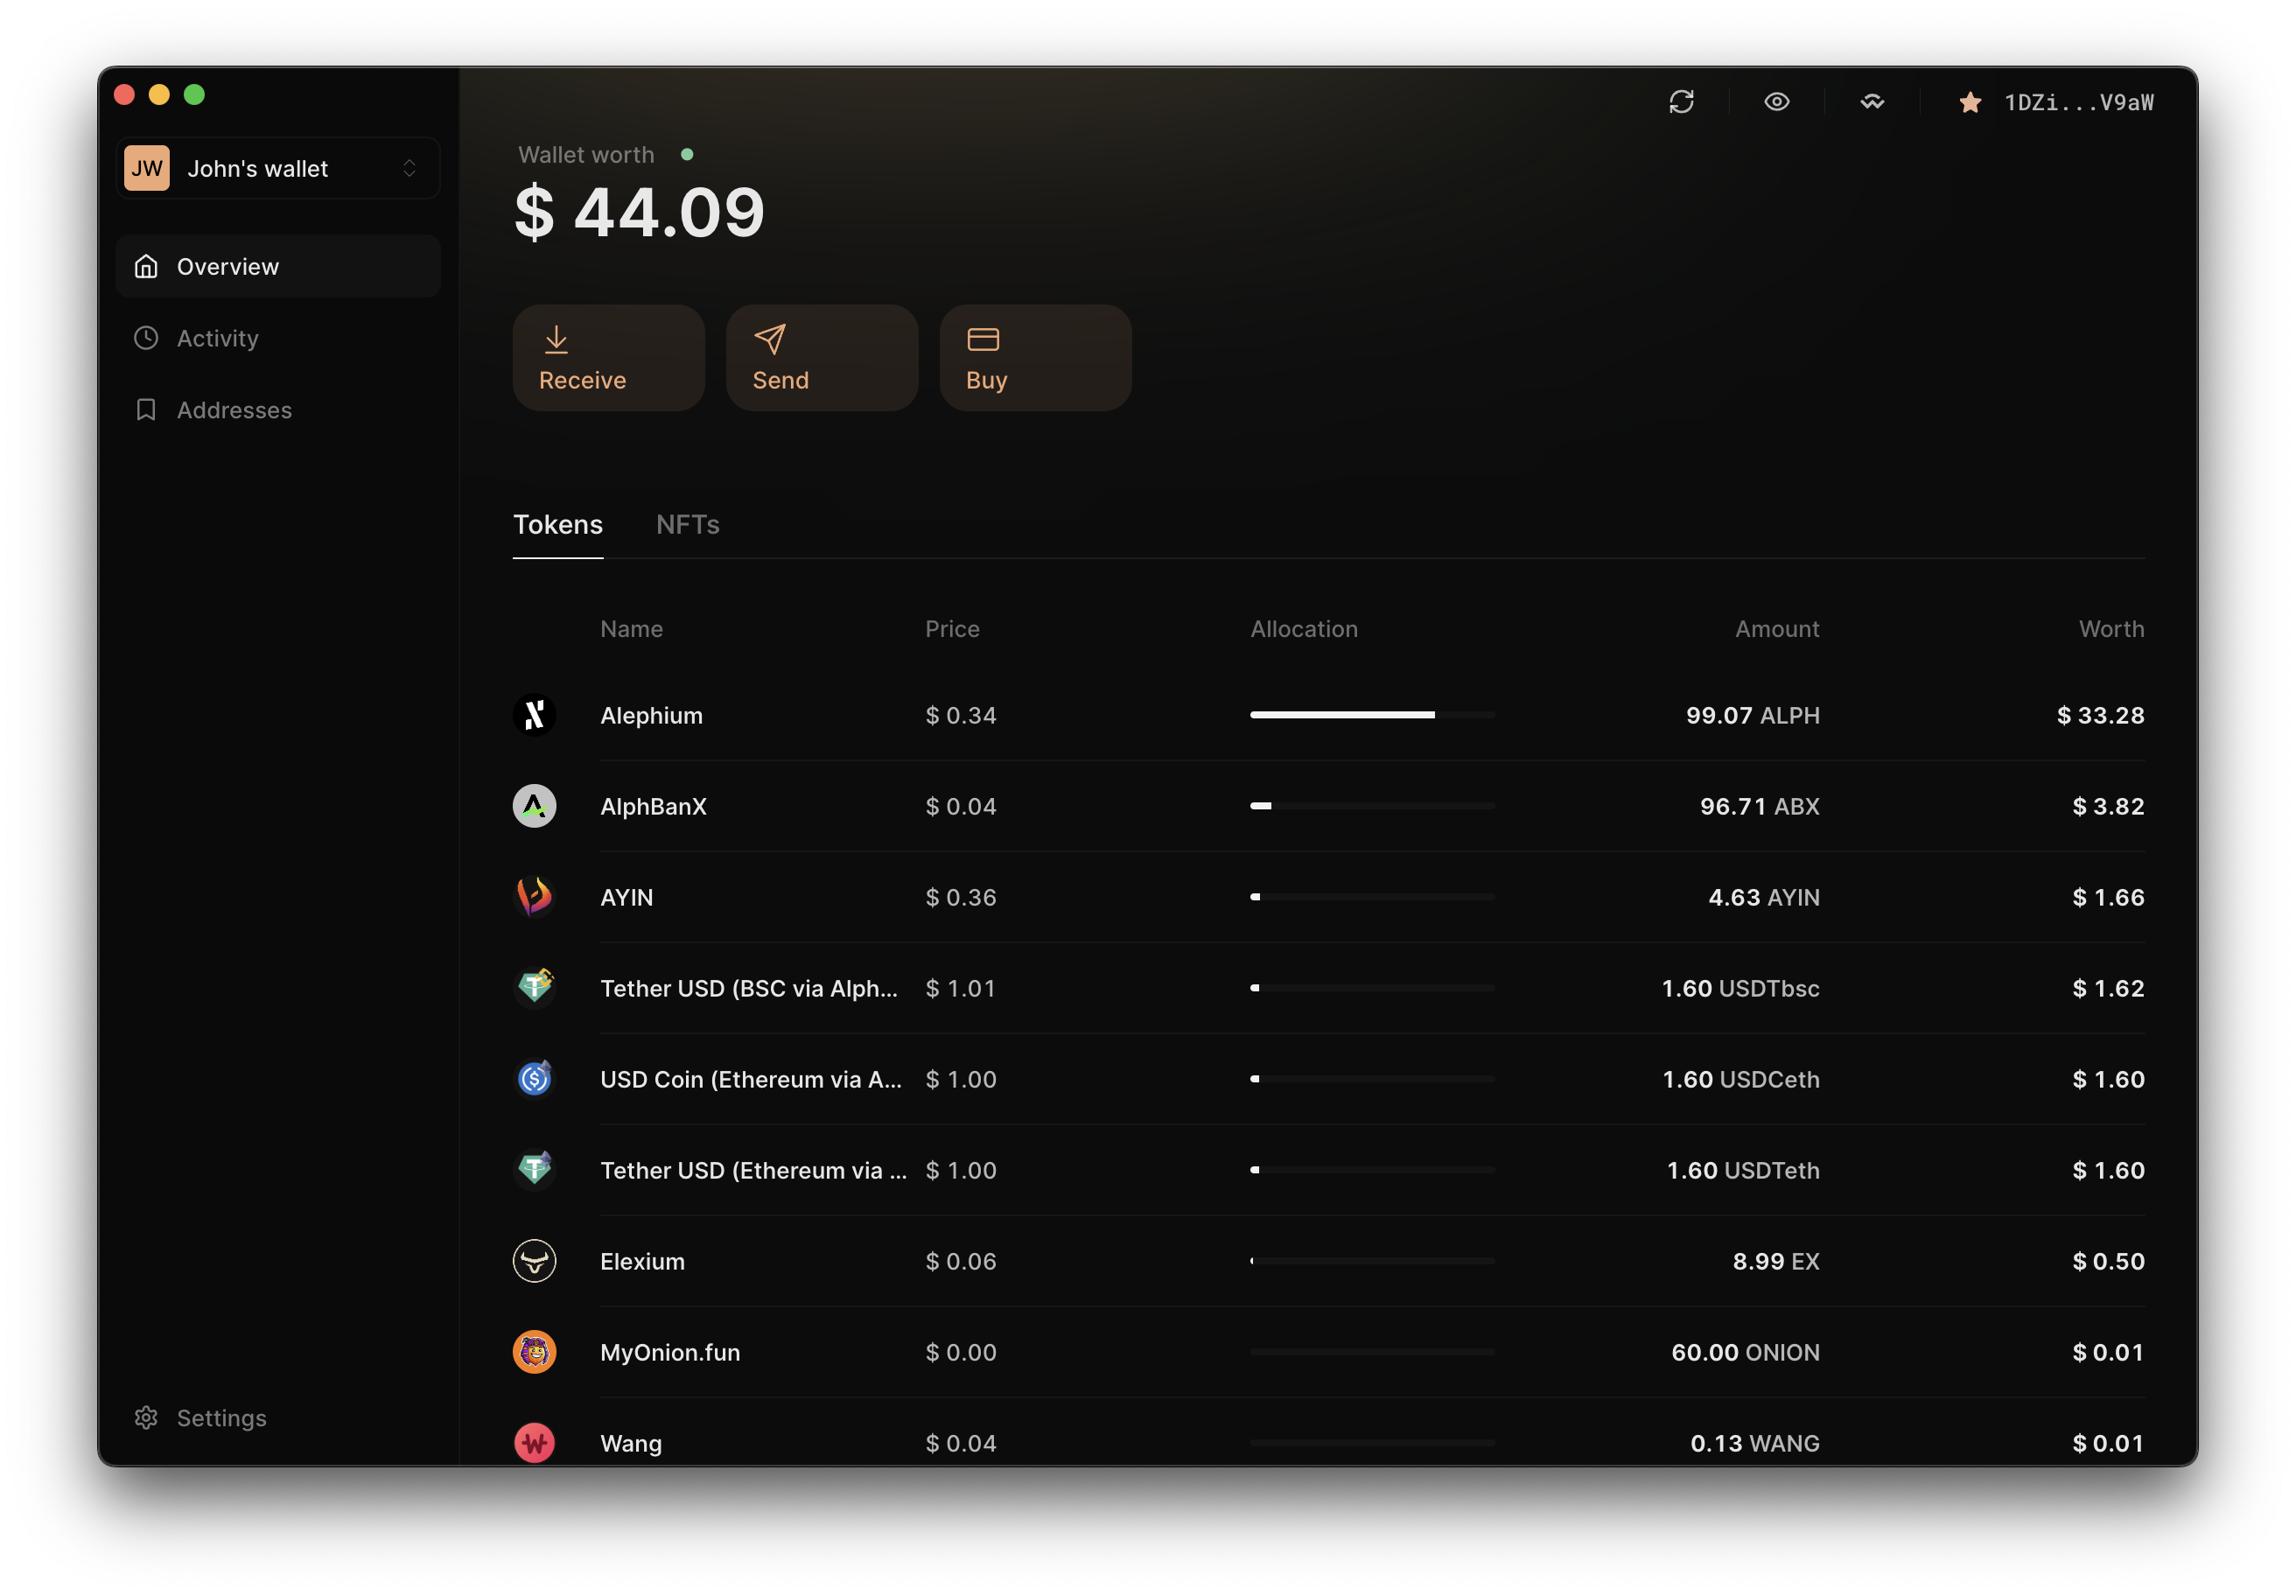 JW John's wallet
Overview
Activity
Addresses
Settings
1DZi...V9aW
Wallet worth
$ 44.09
Receive Send Buy
Tokens NFTs
Name Price Allocation Amount Worth
Alephium $ 0.34 99.07 ALPH $ 33.28
AlphBanX $ 0.04 96.71 ABX $ 3.82
AYIN $ 0.36 4.63 AYIN $ 1.66
Tether USD (BSC via Alph... $ 1.01 1.60 USDTbsc $ 1.62
USD Coin (Ethereum via A... $ 1.00 1.60 USDCeth $ 1.60
Tether USD (Ethereum via ... $ 1.00 1.60 USDTeth $ 1.60
Elexium $ 0.06 8.99 EX $ 0.50
MyOnion.fun $ 0.00 60.00 ONION $ 0.01
Wang $ 0.04 0.13 WANG $ 0.01